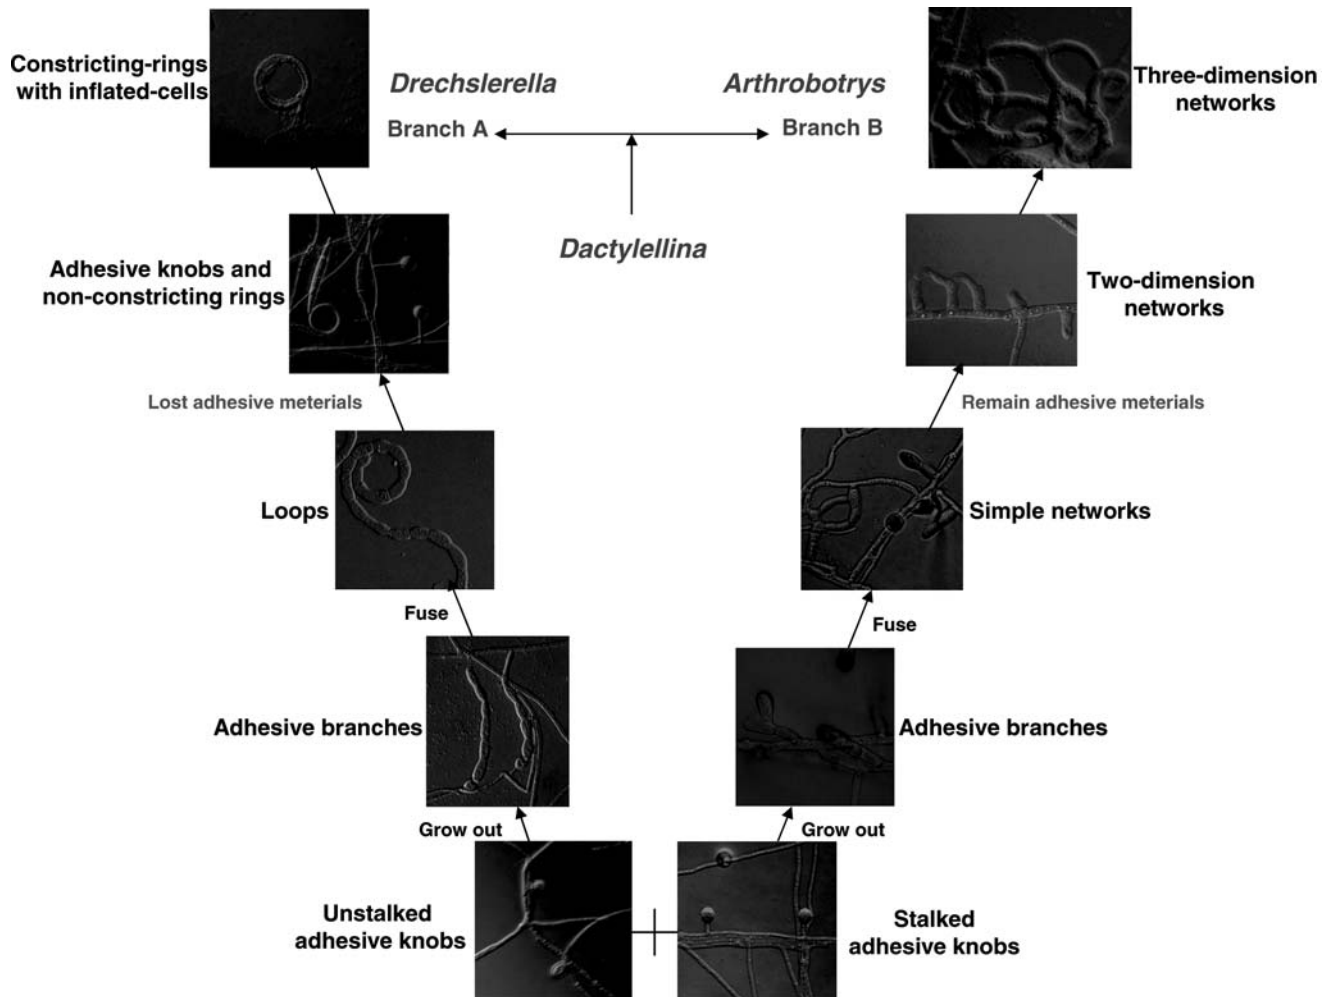 Constricting-rings
with inflated-cells
Drechslerella
Arthrobotrys
Three-dimension
networks
Branch A
Branch B
Dactylellina
Adhesive knobs and
non-constricting rings
Two-dimension
networks
Lost adhesive meterials
Remain adhesive meterials
Loops
Simple networks
Fuse
Fuse
Adhesive branches
Adhesive branches
Grow out
Grow out
Unstalked
adhesive knobs
Stalked
adhesive knobs